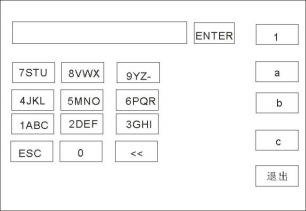 ENTER 1
7STU 8VWX 9YZ- a
4JKL 5MNO 6PQR b
1ABC 2DEF 3GHI
ESC 0 << c
退出